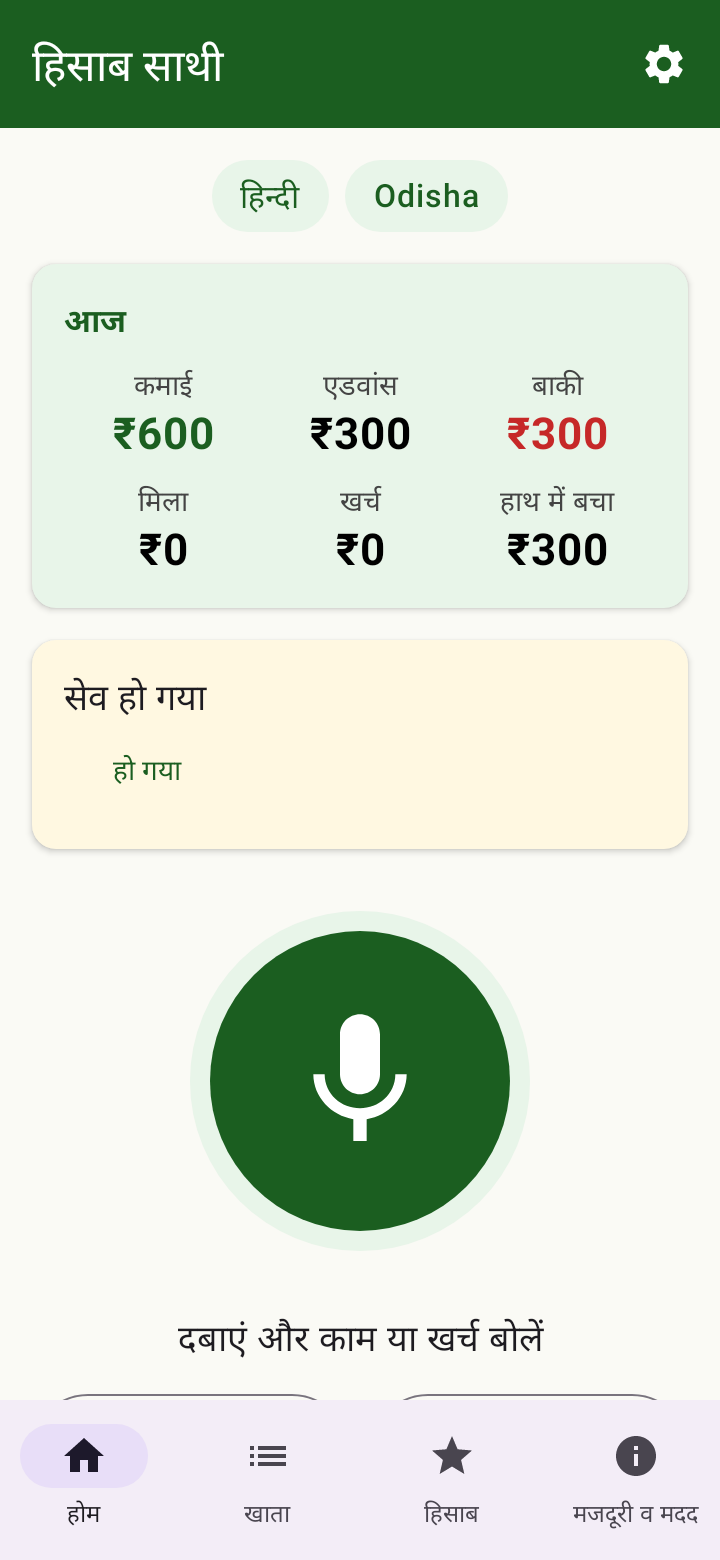 हिसाब साथी
हिन्दी Odisha
आज
कमाई एडवांस बाकी
₹600 ₹300 ₹300
मिला खर्च हाथ में बचा
₹0 ₹0 ₹300
सेव हो गया
हो गया
दबाएं और काम या खर्च बोलें
होम खाता हिसाब मजदूरी व मदद